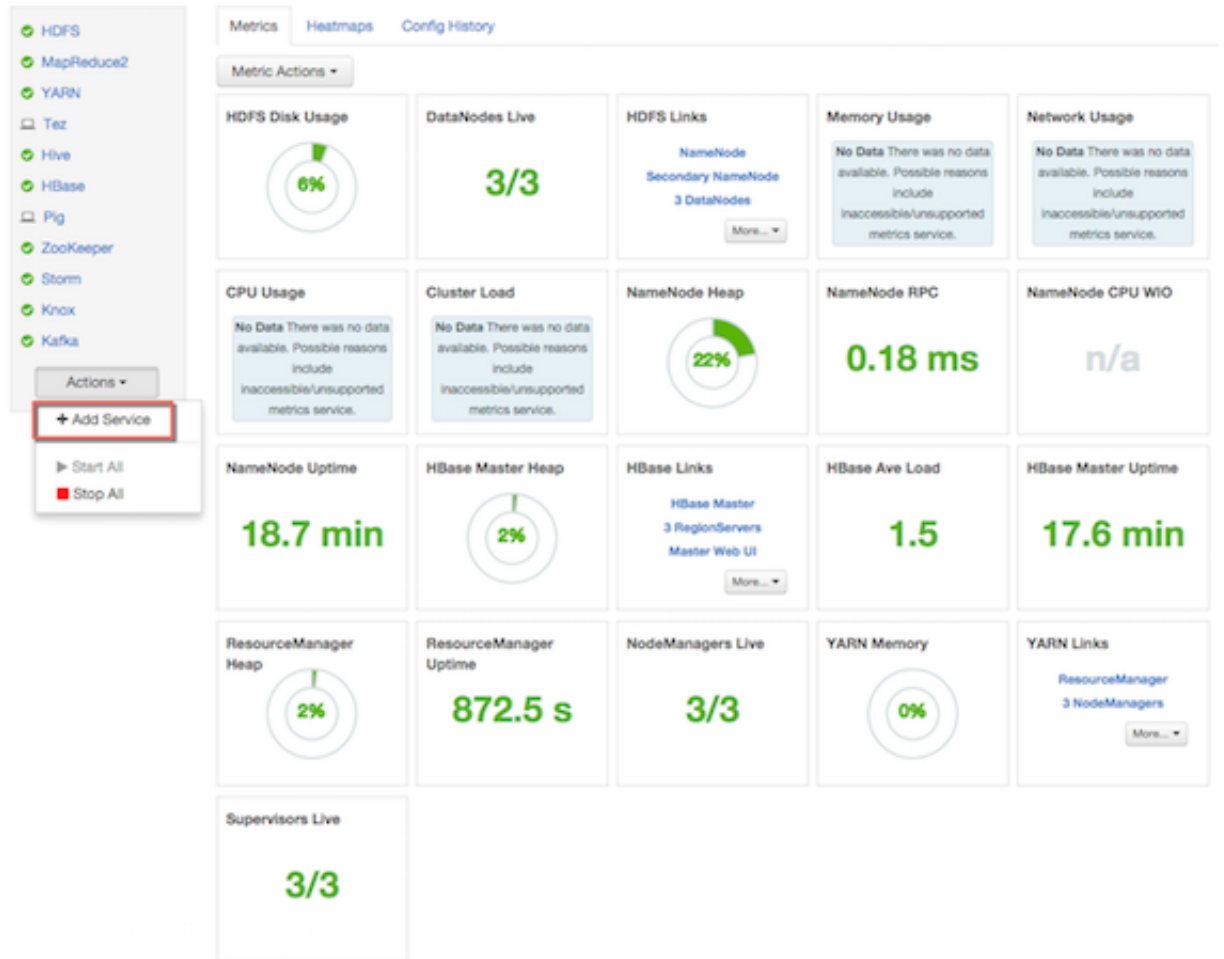 HDFS
MapReduce2
YARN
Tez
Hive
HBase
Pig
ZooKeeper
Storm
Knox
Kafka
Actions
+ Add Service
Start All
Stop All
Metrics
Heatmaps
Config History
Metric Actions
HDFS Disk Usage
6%
DataNodes Live
3/3
HDFS Links
NameNode
Secondary NameNode
3 DataNodes
More...
Memory Usage
No Data There was no data
available. Possible reasons
include
inaccessible/unsupported
metrics service.
Network Usage
No Data There was no data
available. Possible reasons
include
inaccessible/unsupported
metrics service.
CPU Usage
No Data There was no data
available. Possible reasons
include
inaccessible/unsupported
metrics service.
Cluster Load
No Data There was no data
available. Possible reasons
include
inaccessible/unsupported
metrics service.
NameNode Heap
22%
NameNode RPC
0.18 ms
NameNode CPU WIO
n/a
NameNode Uptime
18.7 min
HBase Master Heap
2%
HBase Links
HBase Master
3 RegionServers
Master Web UI
More...
HBase Ave Load
1.5
HBase Master Uptime
17.6 min
ResourceManager
Heap
2%
ResourceManager
Uptime
872.5 s
NodeManagers Live
3/3
YARN Memory
0%
YARN Links
ResourceManager
3 NodeManagers
More...
Supervisors Live
3/3